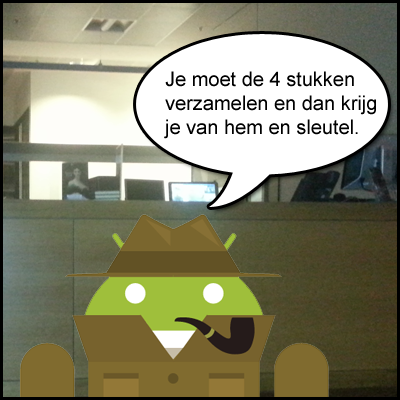 Je moet de 4 stukken
verzamelen en dan krijg
je van hem en sleutel.